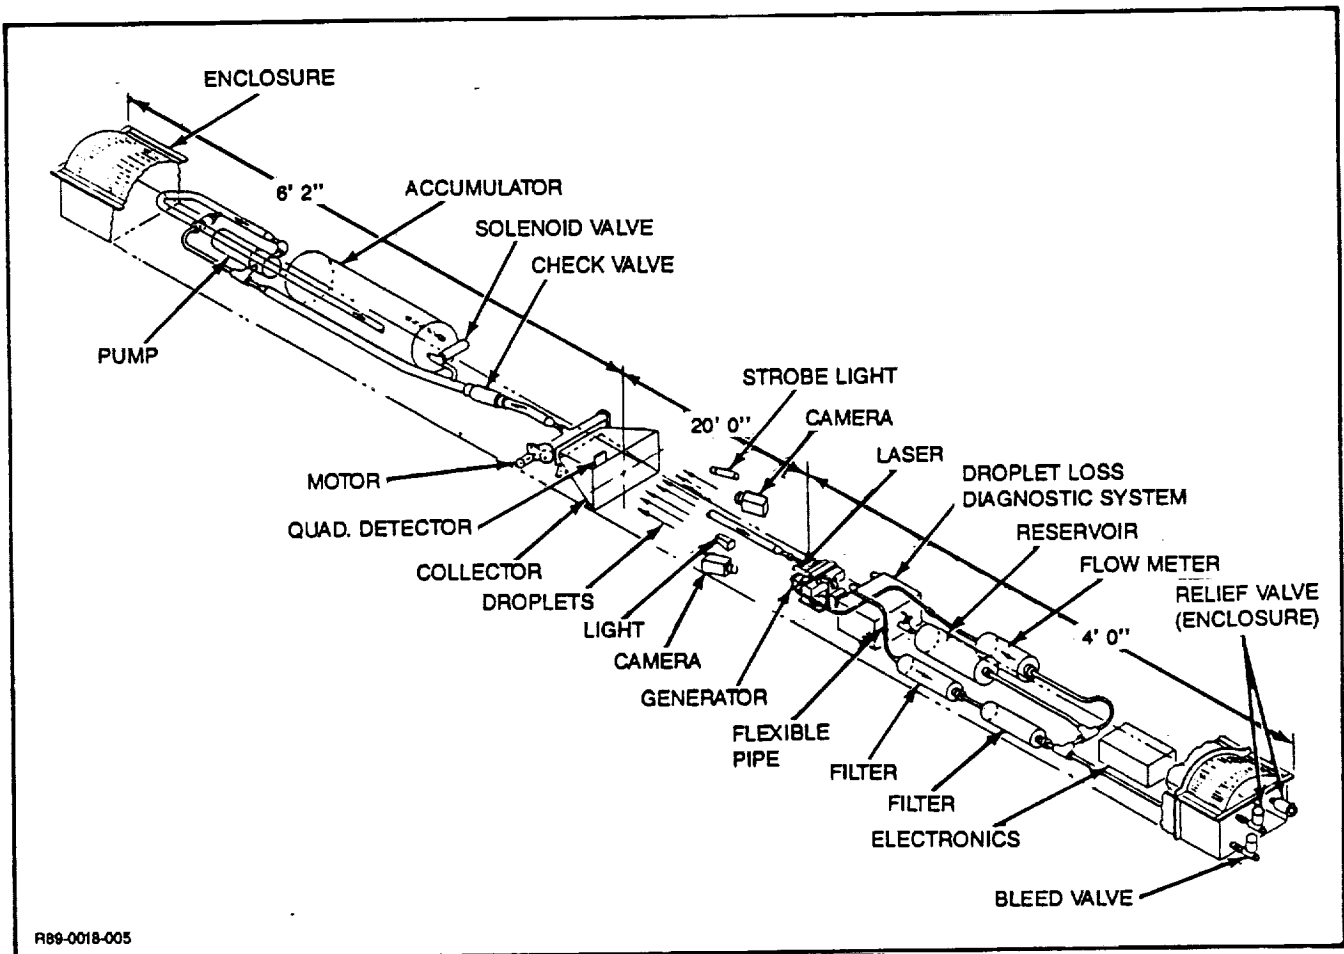 ENCLOSURE
6' 2"
ACCUMULATOR
SOLENOID VALVE
CHECK VALVE
PUMP
STROBE LIGHT
20' 0"
CAMERA
LASER
DROPLET LOSS
DIAGNOSTIC SYSTEM
RESERVOIR
FLOW METER
RELIEF VALVE
(ENCLOSURE)
4' 0"
MOTOR
QUAD. DETECTOR
COLLECTOR
DROPLETS
LIGHT
CAMERA
GENERATOR
FLEXIBLE
PIPE
FILTER
FILTER
ELECTRONICS
BLEED VALVE
R89-0018-005